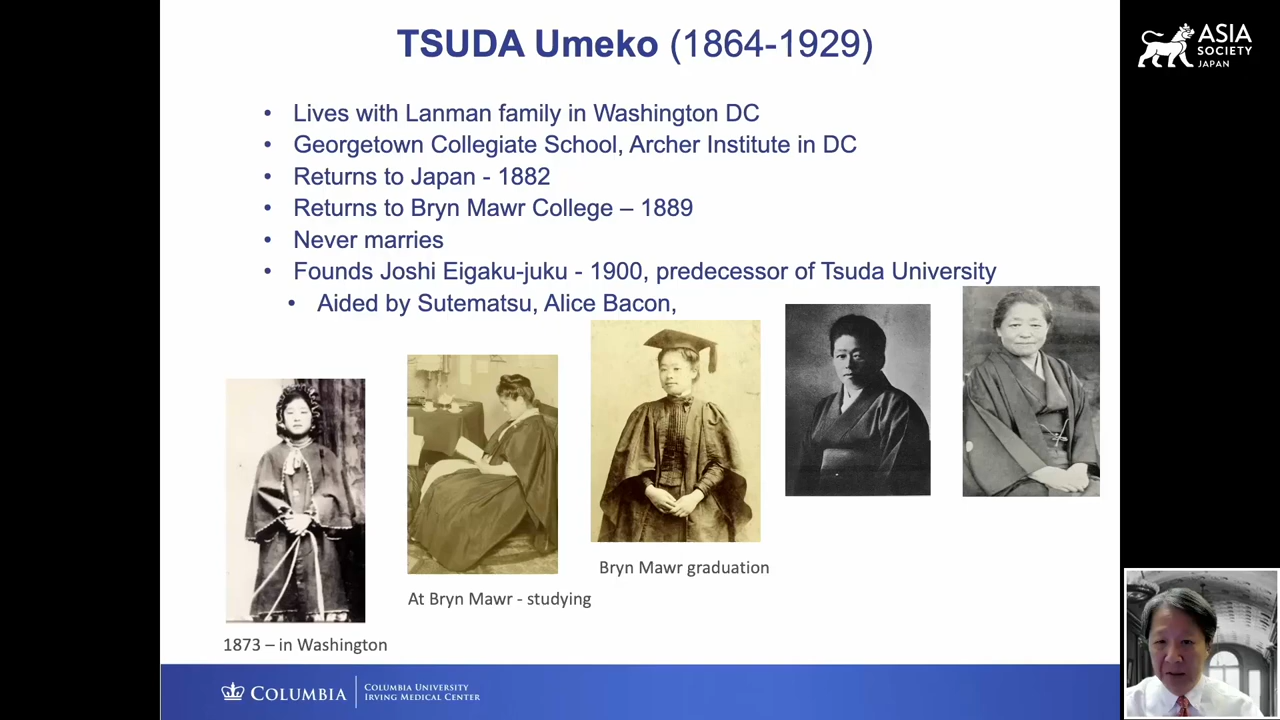 TSUDA Umeko (1864-1929)
ASIA
SOCIETY
JAPAN
• Lives with Lanman family in Washington DC
• Georgetown Collegiate School, Archer Institute in DC
• Returns to Japan - 1882
• Returns to Bryn Mawr College – 1889
• Never marries
• Founds Joshi Eigaku-juku - 1900, predecessor of Tsuda University
• Aided by Sutematsu, Alice Bacon,
Bryn Mawr graduation
At Bryn Mawr - studying
1873 – in Washington
COLUMBIA
COLUMBIA UNIVERSITY
IRVING MEDICAL CENTER